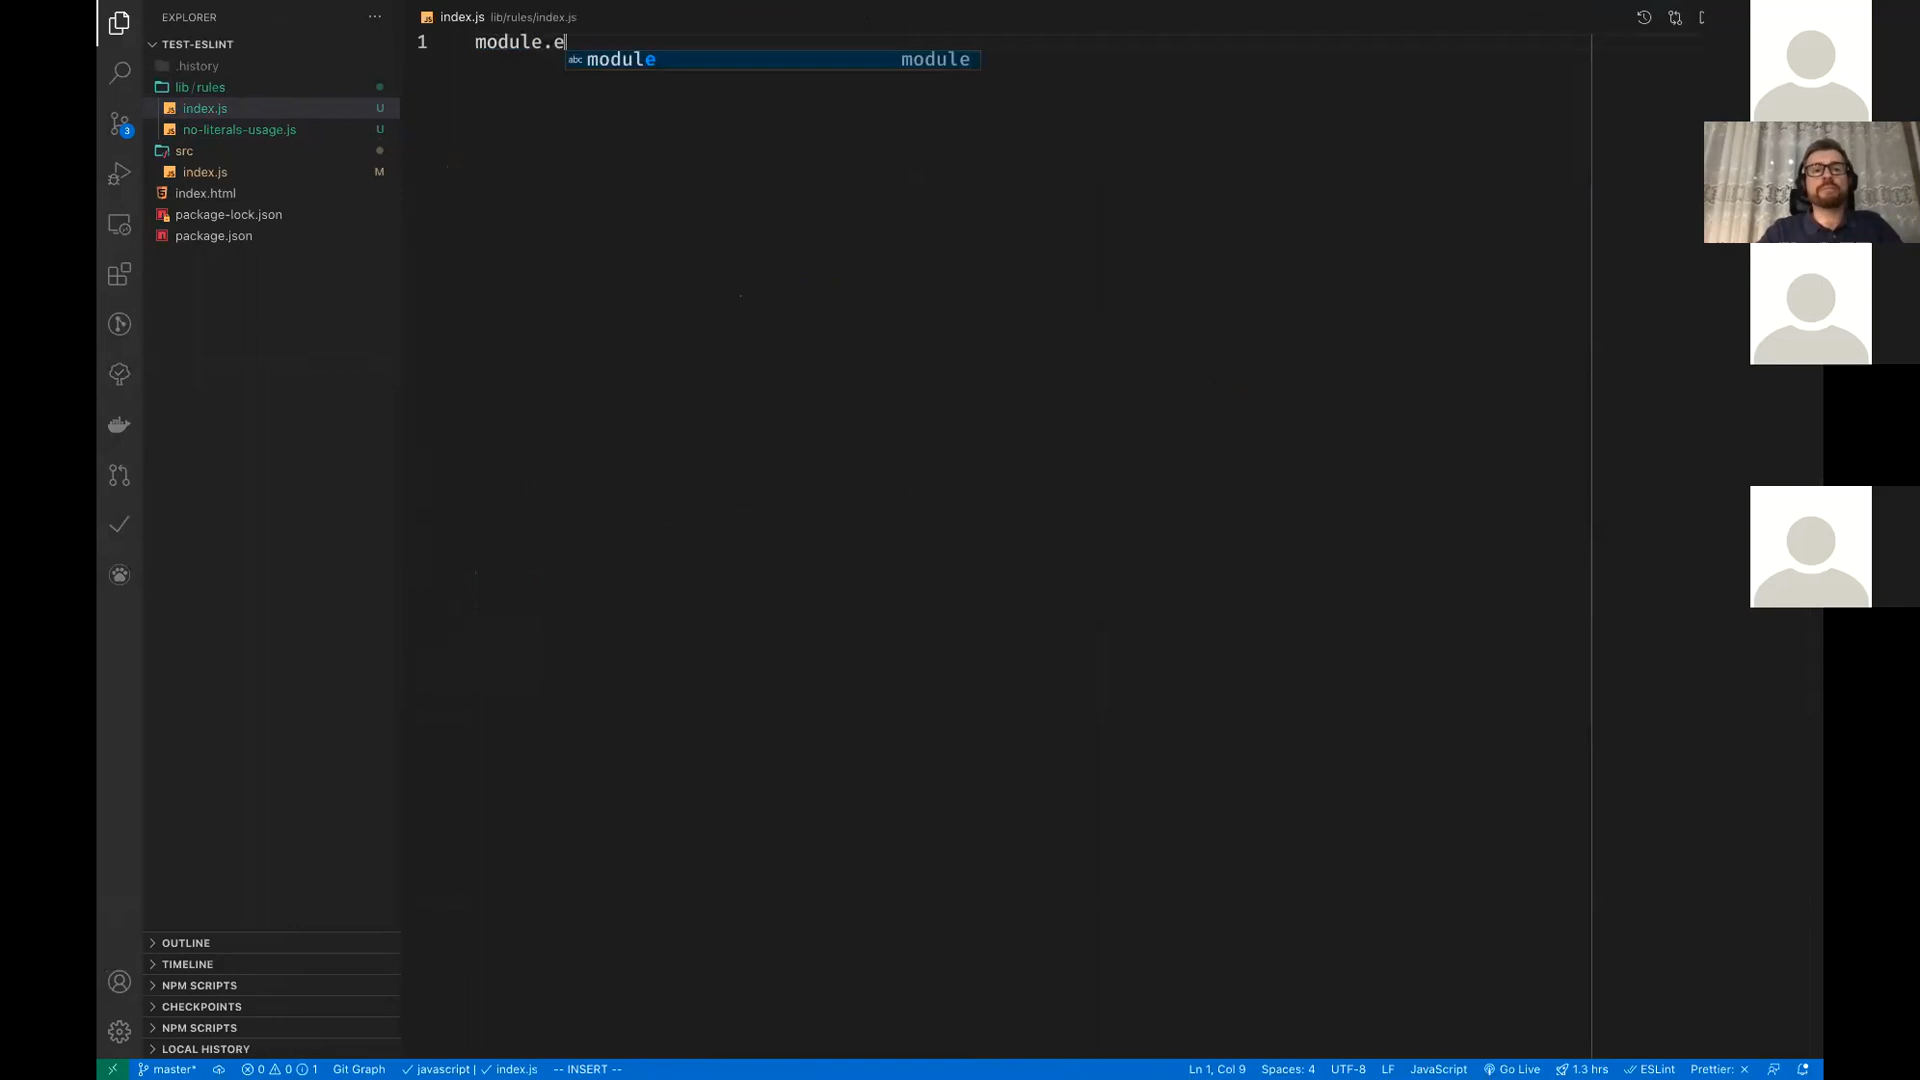 EXPLORER
TEST-ESLINT
.history
lib/rules
index.js U
no-literals-usage.js U
src
index.js M
index.html
package-lock.json
package.json
3
OUTLINE
TIMELINE
NPM SCRIPTS
CHECKPOINTS
NPM SCRIPTS
LOCAL HISTORY
index.js lib/rules/index.js
1 module.e
abc module module
master* 0 0 1 Git Graph javascript | index.js -- INSERT -- Ln 1, Col 9 Spaces: 4 UTF-8 LF JavaScript Go Live 1.3 hrs ESLint Prettier: ×